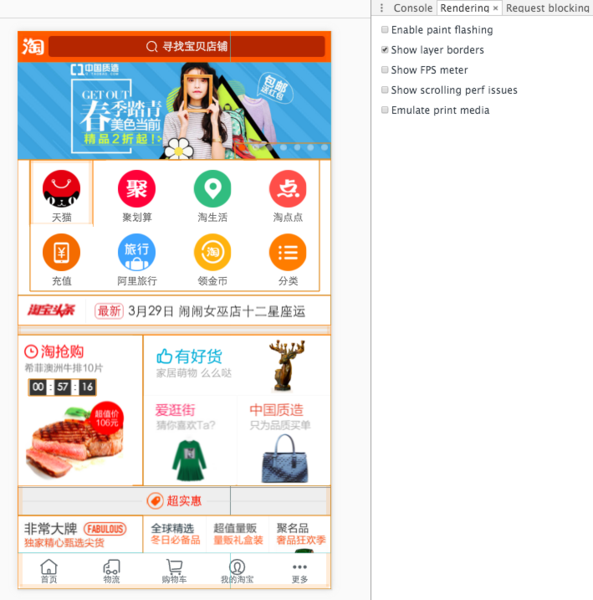 Console Rendering × Request blocking
Enable paint flashing
Show layer borders
Show FPS meter
Show scrolling perf issues
Emulate print media
淘 寻找宝贝店铺
中国质造
GET OUT
春季踏青
美色当前
精品2折起!>
包邮
送红包
聚 点
天猫 聚划算 淘生活 淘点点
旅行 淘
充值 阿里旅行 领金币 分类
淘宝头条 最新 3月29日 闹闹女巫店十二星座运
淘抢购
希菲澳洲牛排10片
00 : 57 : 16
超值价
106元
有好货
家居萌物 么么哒
爱逛街
猜你喜欢Ta?
中国质造
只为品质买单
超实惠
非常大牌 FABULOUS
独家精心甄选尖货
全球精选
冬日必备品
超值量贩
量贩礼盒装
聚名品
奢品狂欢季
首页 物流 购物车 我的淘宝 更多